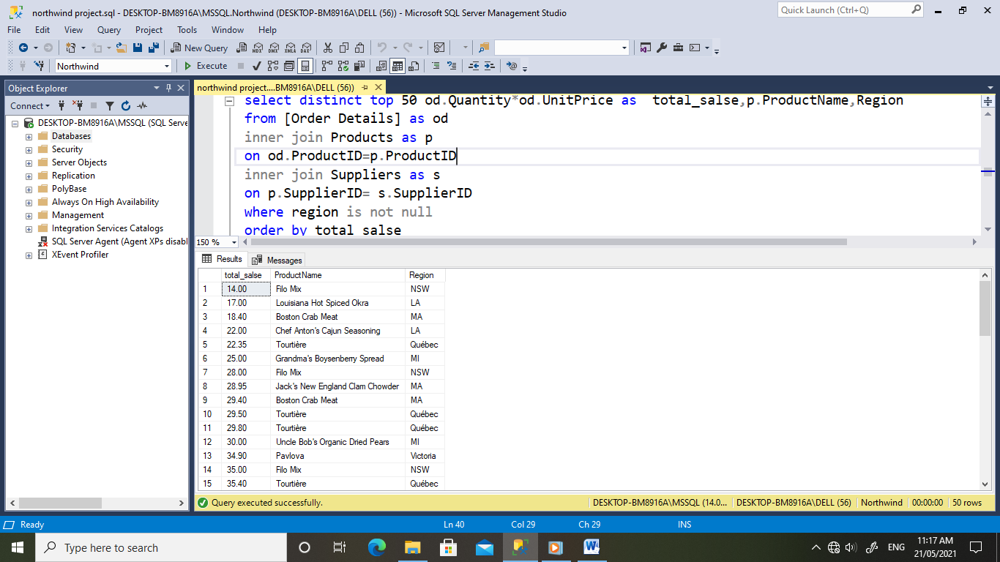 northwind project.sql - DESKTOP-BM8916A\MSSQL.Northwind (DESKTOP-BM8916A\DELL (56)) - Microsoft SQL Server Management Studio
Quick Launch (Ctrl+Q)
File Edit View Query Project Tools Window Help
New Query MDX DMX XMLA DAX
Northwind Execute
Object Explorer
northwind project....BM8916A\DELL (56))
Connect
DESKTOP-BM8916A\MSSQL (SQL Serve
Databases
Security
Server Objects
Replication
PolyBase
Always On High Availability
Management
Integration Services Catalogs
SQL Server Agent (Agent XPs disabl
XEvent Profiler
select distinct top 50 od.Quantity*od.UnitPrice as total_salse,p.ProductName,Region
from [Order Details] as od
inner join Products as p
on od.ProductID=p.ProductID
inner join Suppliers as s
on p.SupplierID= s.SupplierID
where region is not null
order by total_salse
150 %
Results Messages
total_salse ProductName Region
1 14.00 Filo Mix NSW
2 17.00 Louisiana Hot Spiced Okra LA
3 18.40 Boston Crab Meat MA
4 22.00 Chef Anton's Cajun Seasoning LA
5 22.35 Tourtière Québec
6 25.00 Grandma's Boysenberry Spread MI
7 28.00 Filo Mix NSW
8 28.95 Jack's New England Clam Chowder MA
9 29.40 Boston Crab Meat MA
10 29.50 Tourtière Québec
11 29.80 Tourtière Québec
12 30.00 Uncle Bob's Organic Dried Pears MI
13 34.90 Pavlova Victoria
14 35.00 Filo Mix NSW
15 35.40 Tourtière Québec
Query executed successfully.
DESKTOP-BM8916A\MSSQL (14.0... DESKTOP-BM8916A\DELL (56) Northwind 00:00:00 50 rows
Ready Ln 40 Col 29 Ch 29 INS
Type here to search
ENG
11:17 AM
21/05/2021